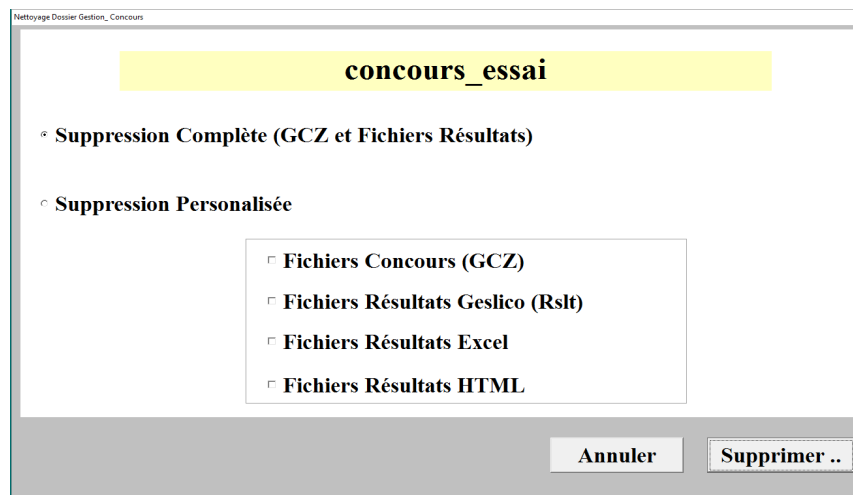 Nettoyage Dossier Gestion_ Concours
concours_essai
Suppression Complète (GCZ et Fichiers Résultats)
Suppression Personalisée
Fichiers Concours (GCZ)
Fichiers Résultats Geslico (Rslt)
Fichiers Résultats Excel
Fichiers Résultats HTML
Annuler
Supprimer ..